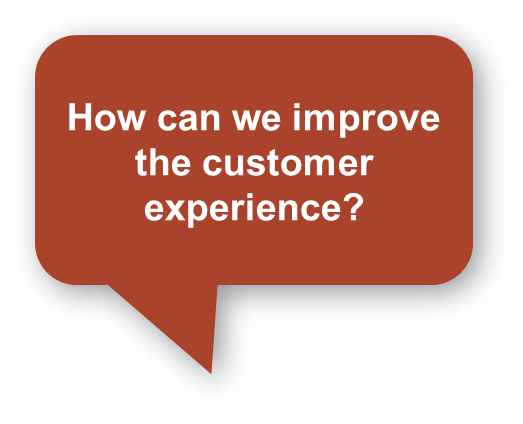 How can we improve
the customer
experience?